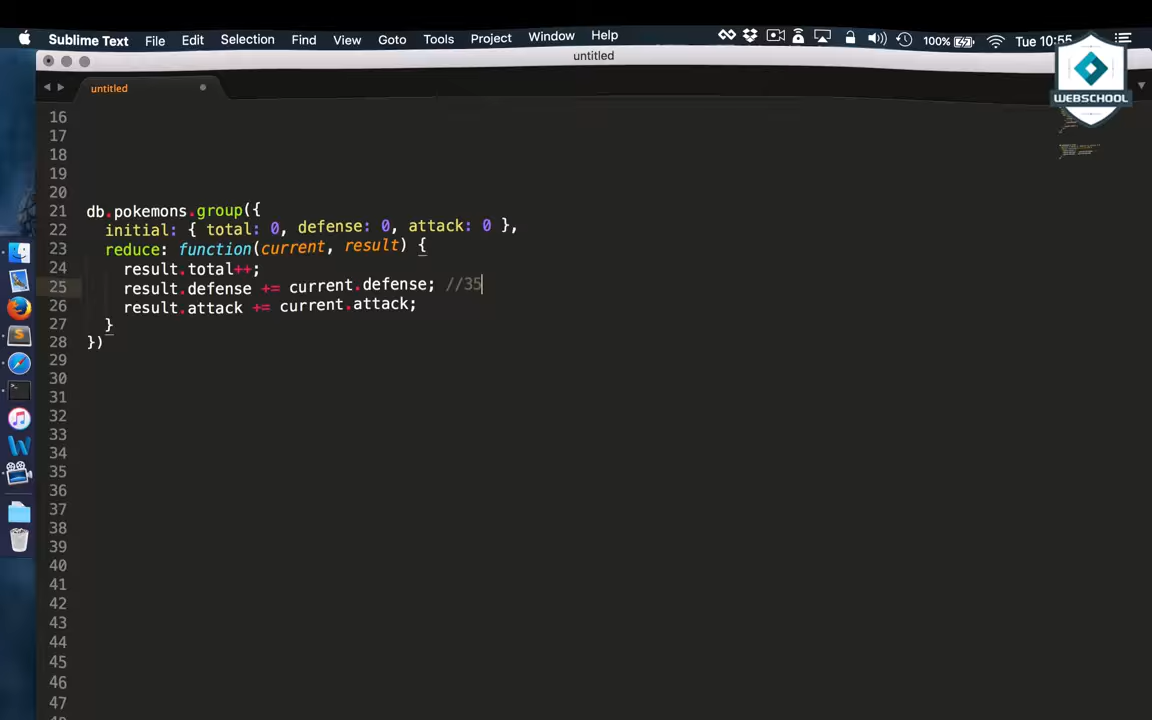 Sublime Text File Edit Selection Find View Goto Tools Project Window Help 100% Tue 10:55
untitled
WEBSCHOOL
untitled
16
17
18
19
20
21 db.pokemons.group({
22 initial: { total: 0, defense: 0, attack: 0 },
23 reduce: function(current, result) {
24 result.total++;
25 result.defense += current.defense; //35
26 result.attack += current.attack;
27 }
28 })
29
30
31
32
33
34
35
36
37
38
39
40
41
42
43
44
45
46
47